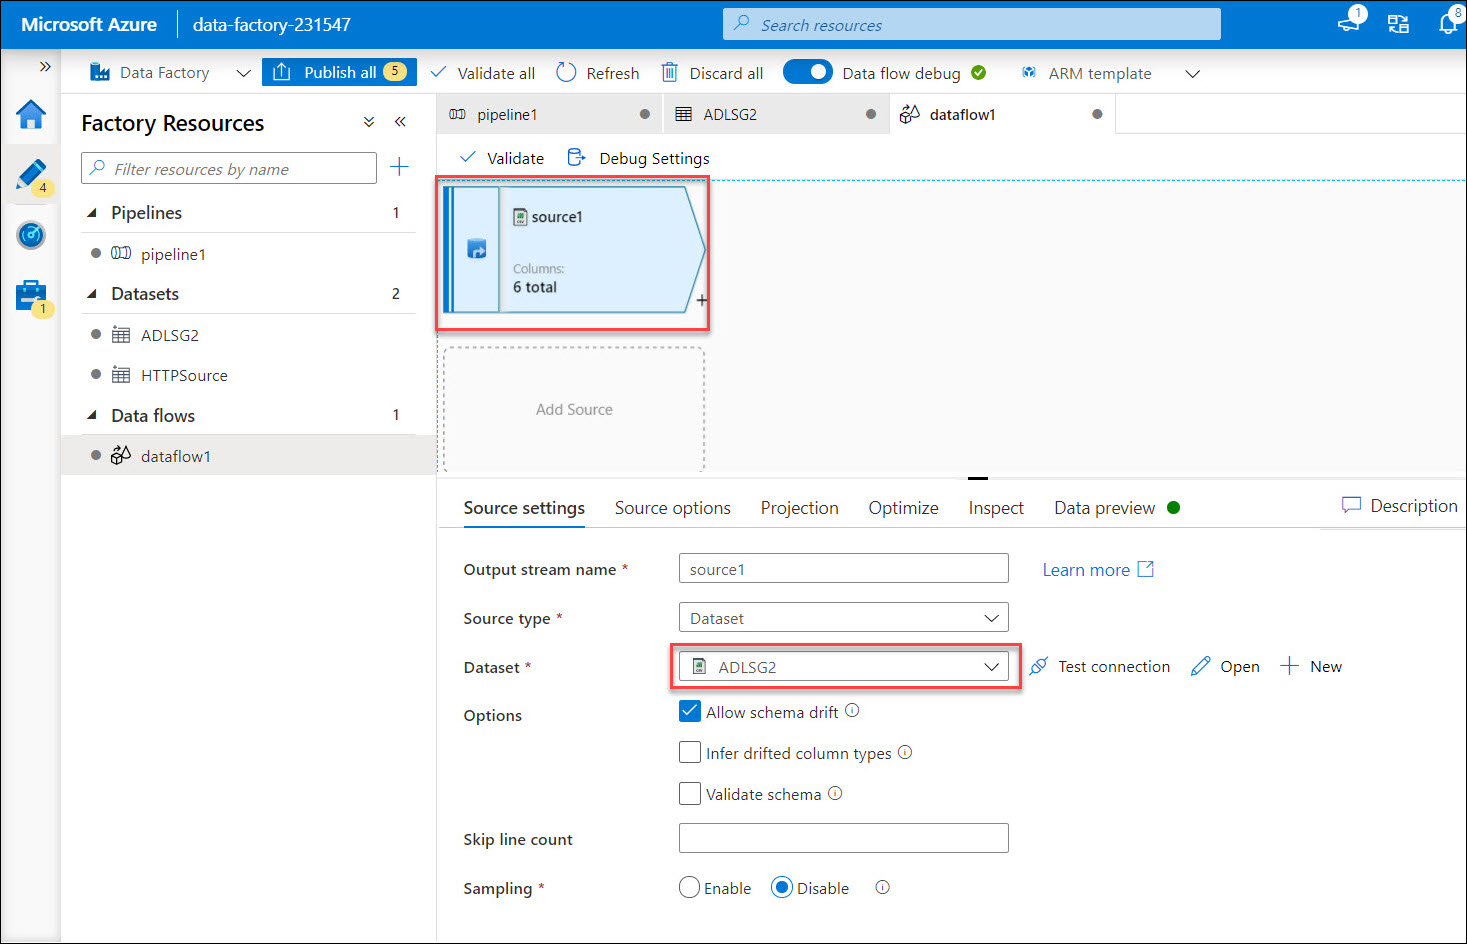 Microsoft Azure data-factory-231547 Search resources 1 8
Data Factory Publish all 5 Validate all Refresh Discard all Data flow debug ARM template
Factory Resources
pipeline1 ADLSG2 dataflow1
Filter resources by name
Validate Debug Settings
4
1
Pipelines 1
pipeline1
Datasets 2
ADLSG2
HTTPSource
Data flows 1
dataflow1
source1
Columns:
6 total
Add Source
Source settings Source options Projection Optimize Inspect Data preview Description
Output stream name * source1 Learn more
Source type * Dataset
Dataset * ADLSG2 Test connection Open New
Options Allow schema drift
Infer drifted column types
Validate schema
Skip line count
Sampling * Enable Disable